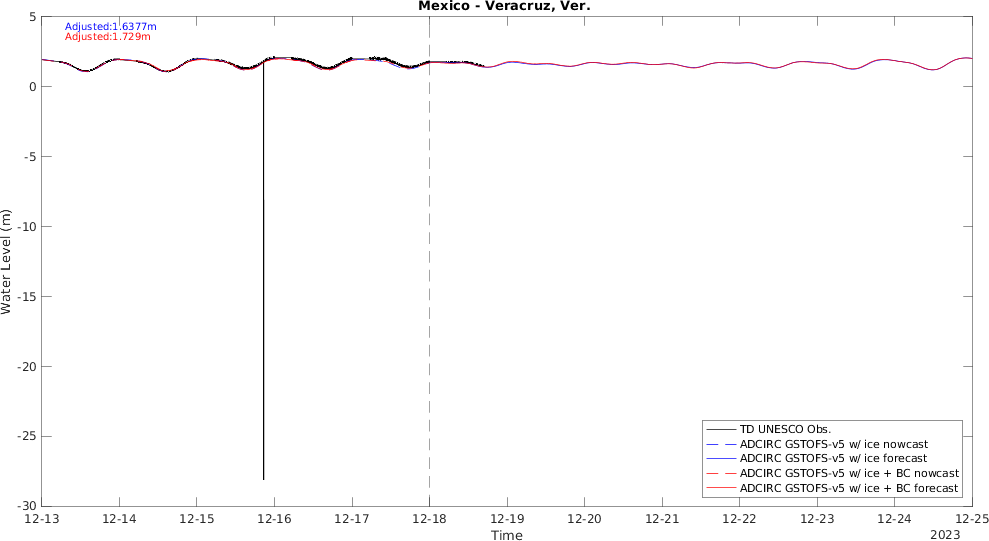 Mexico - Veracruz, Ver.
Adjusted:1.6377m
Adjusted:1.729m
5
0
-5
-10
-15
-20
-25
-30
Water Level (m)
12-13 12-14 12-15 12-16 12-17 12-18 12-19 12-20 12-21 12-22 12-23 12-24 12-25
Time
2023
TD UNESCO Obs.
ADCIRC GSTOFS-v5 w/ ice nowcast
ADCIRC GSTOFS-v5 w/ ice forecast
ADCIRC GSTOFS-v5 w/ ice + BC nowcast
ADCIRC GSTOFS-v5 w/ ice + BC forecast